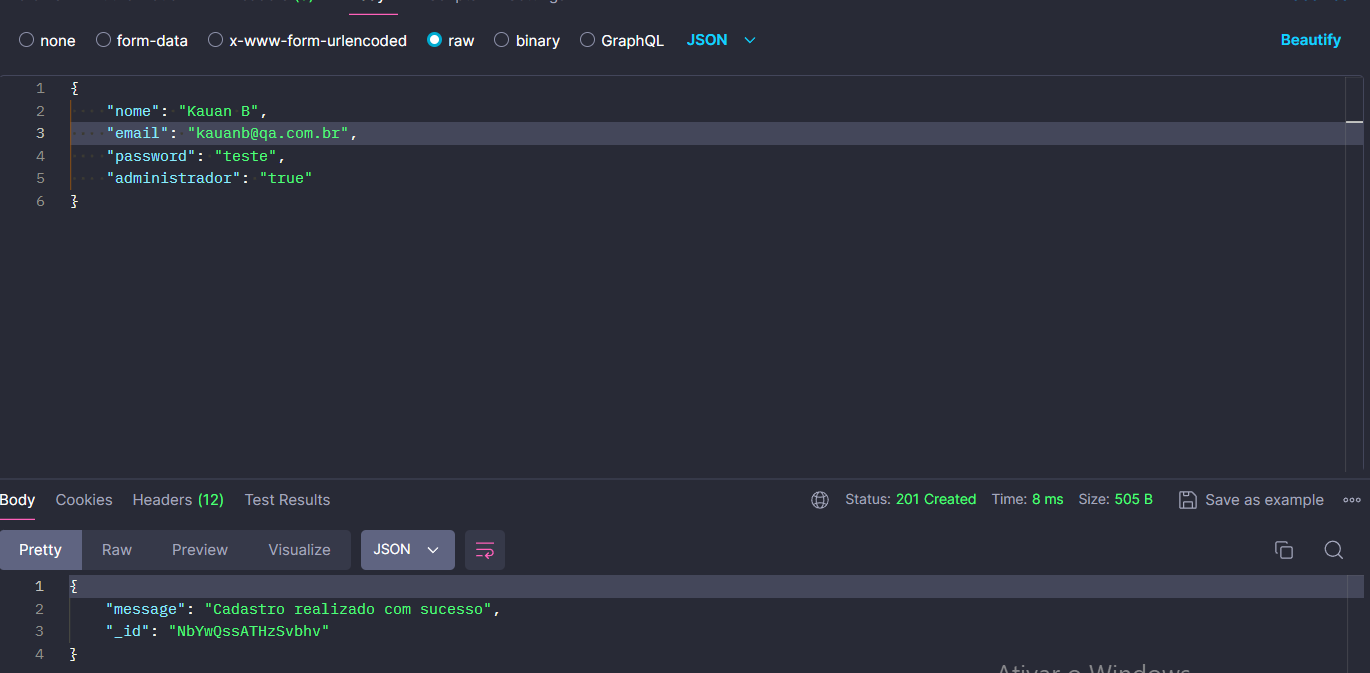 none form-data x-www-form-urlencoded raw binary GraphQL JSON Beautify
1 {
2 "nome": "Kauan B",
3 "email": "kauanb@qa.com.br",
4 "password": "teste",
5 "administrador": "true"
6 }
Body Cookies Headers (12) Test Results Status: 201 Created Time: 8 ms Size: 505 B Save as example
Pretty Raw Preview Visualize JSON
1 {
2 "message": "Cadastro realizado com sucesso",
3 "_id": "NbYwQssATHzSvbhv"
4 }
Ativar o Windows